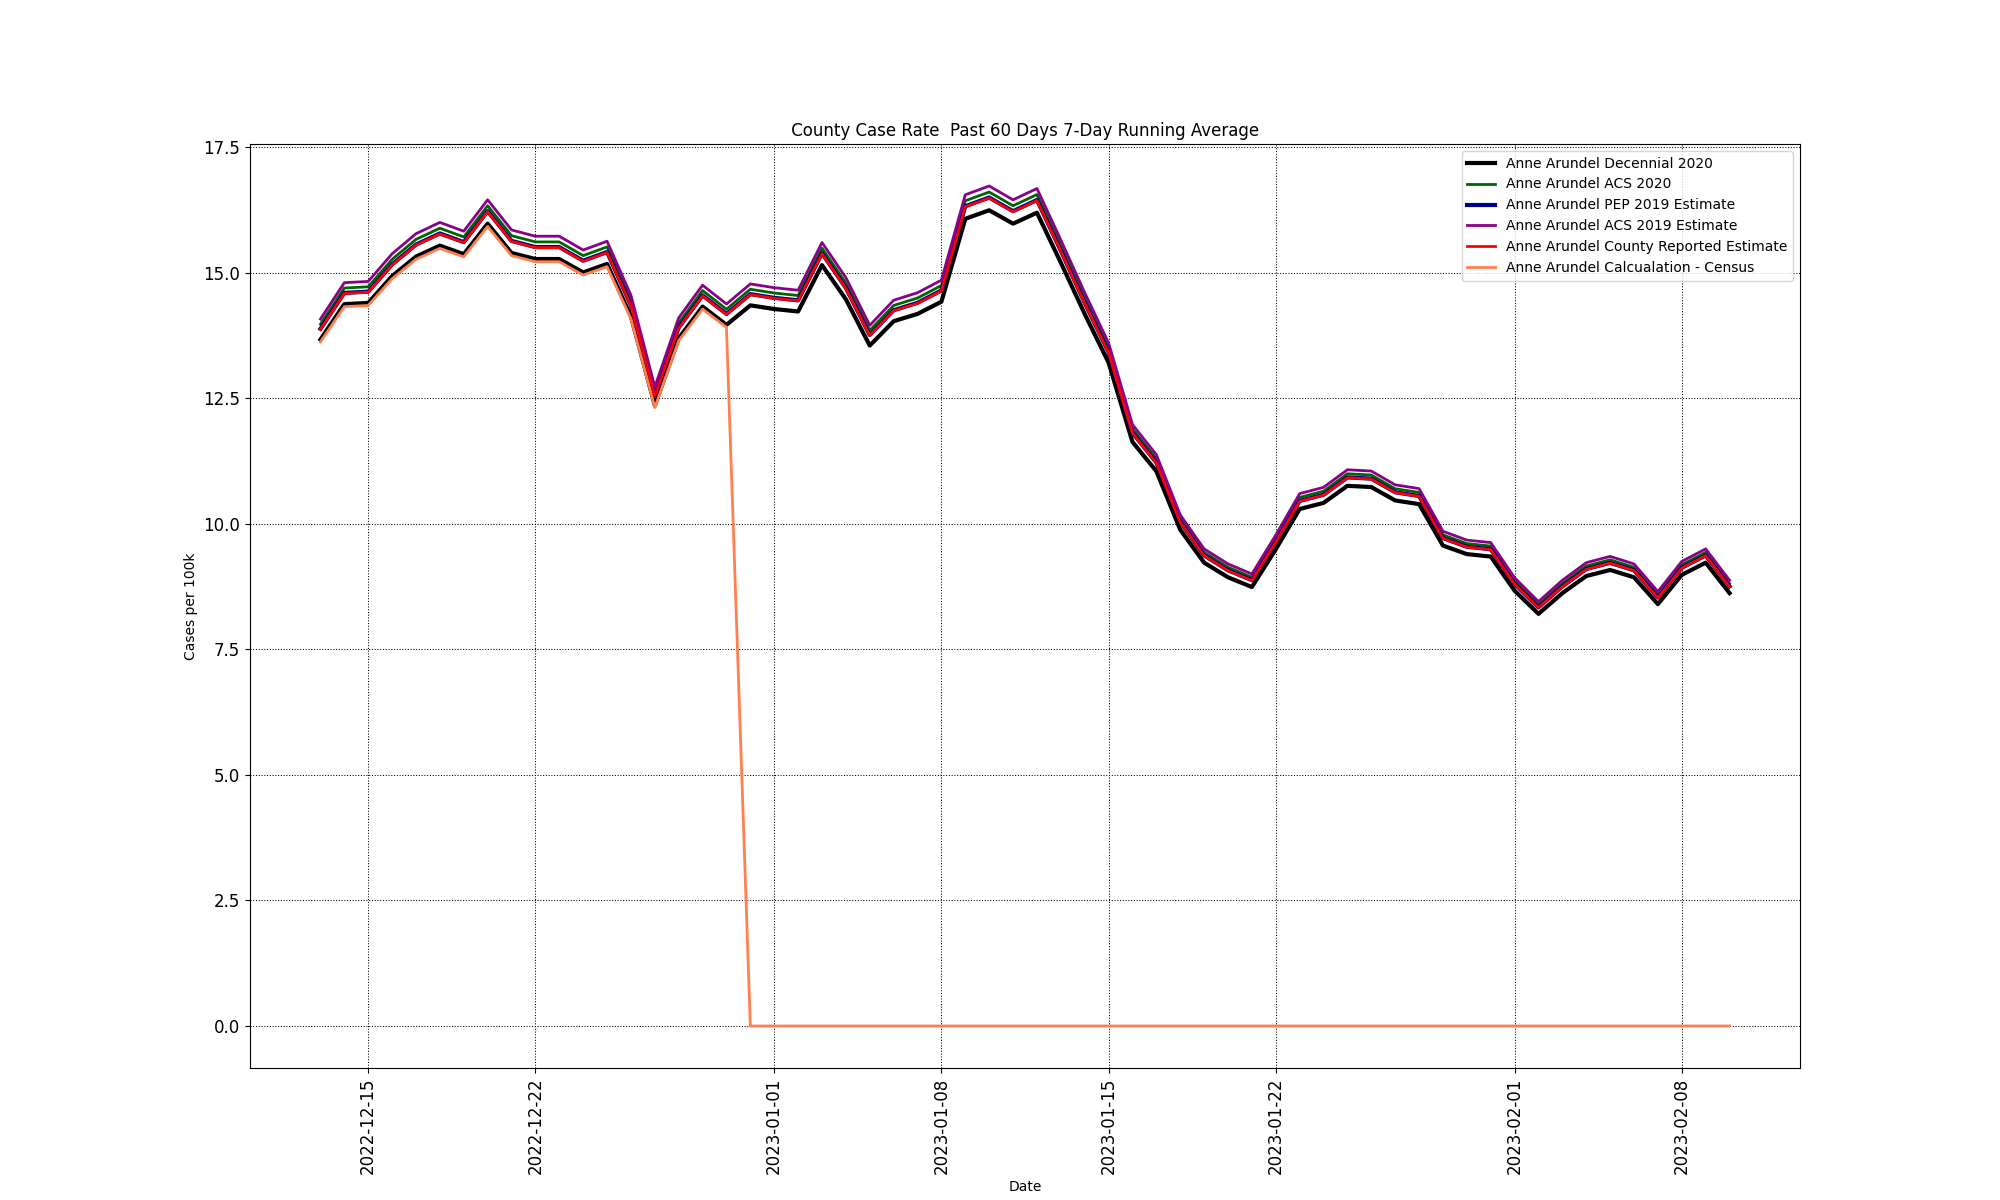 County Case Rate  Past 60 Days 7-Day Running Average
17.5
15.0
12.5
10.0
7.5
5.0
2.5
0.0
Cases per 100k
Anne Arundel Decennial 2020
Anne Arundel ACS 2020
Anne Arundel PEP 2019 Estimate
Anne Arundel ACS 2019 Estimate
Anne Arundel County Reported Estimate
Anne Arundel Calcualation - Census
2022-12-15
2022-12-22
2023-01-01
2023-01-08
2023-01-15
2023-01-22
2023-02-01
2023-02-08
Date